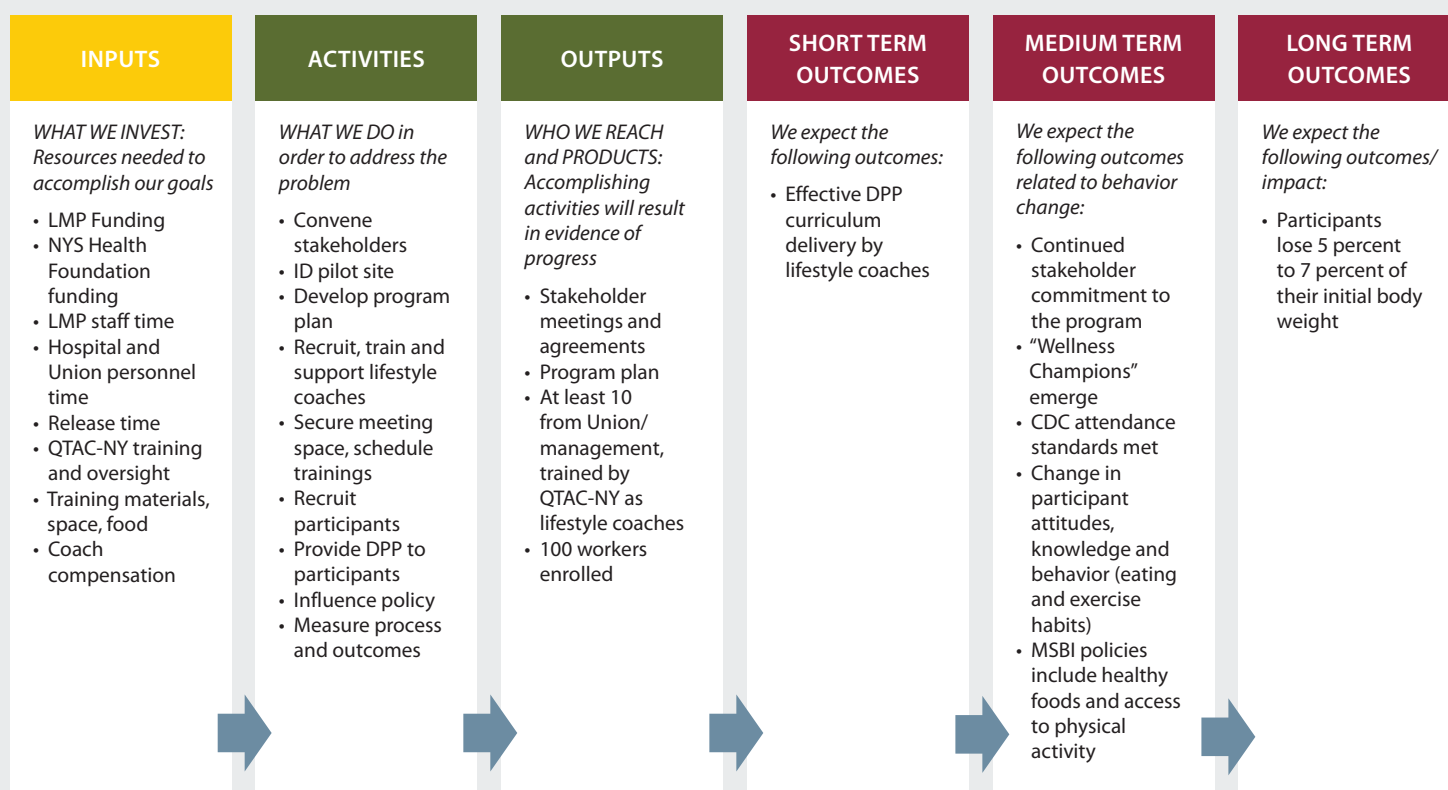 INPUTS
WHAT WE INVEST:
Resources needed to
accomplish our goals
• LMP Funding
• NYS Health
Foundation
funding
• LMP staff time
• Hospital and
Union personnel
time
• Release time
• QTAC-NY training
and oversight
• Training materials,
space, food
• Coach
compensation
ACTIVITIES
WHAT WE DO in
order to address the
problem
• Convene
stakeholders
• ID pilot site
• Develop program
plan
• Recruit, train and
support lifestyle
coaches
• Secure meeting
space, schedule
trainings
• Recruit
participants
• Provide DPP to
participants
• Influence policy
• Measure process
and outcomes
OUTPUTS
WHO WE REACH
and PRODUCTS:
Accomplishing
activities will result
in evidence of
progress
• Stakeholder
meetings and
agreements
• Program plan
• At least 10
from Union/
management,
trained by
QTAC-NY as
lifestyle coaches
• 100 workers
enrolled
SHORT TERM
OUTCOMES
We expect the
following outcomes:
• Effective DPP
curriculum
delivery by
lifestyle coaches
MEDIUM TERM
OUTCOMES
We expect the
following outcomes
related to behavior
change:
• Continued
stakeholder
commitment to
the program
• “Wellness
Champions”
emerge
• CDC attendance
standards met
• Change in
participant
attitudes,
knowledge and
behavior (eating
and exercise
habits)
• MSBI policies
include healthy
foods and access
to physical
activity
LONG TERM
OUTCOMES
We expect the
following outcomes/
impact:
• Participants
lose 5 percent
to 7 percent of
their initial body
weight